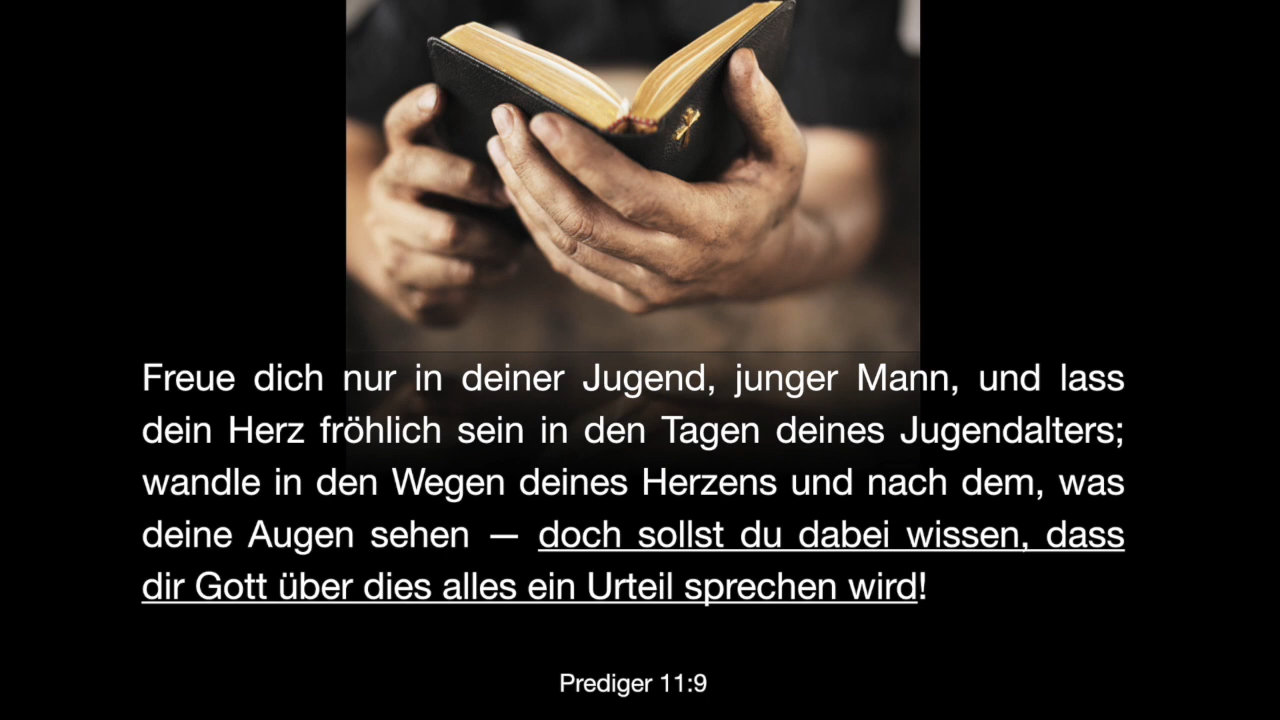 Freue dich nur in deiner Jugend, junger Mann, und lass
dein Herz fröhlich sein in den Tagen deines Jugendalters;
wandle in den Wegen deines Herzens und nach dem, was
deine Augen sehen — doch sollst du dabei wissen, dass
dir Gott über dies alles ein Urteil sprechen wird!
Prediger 11:9